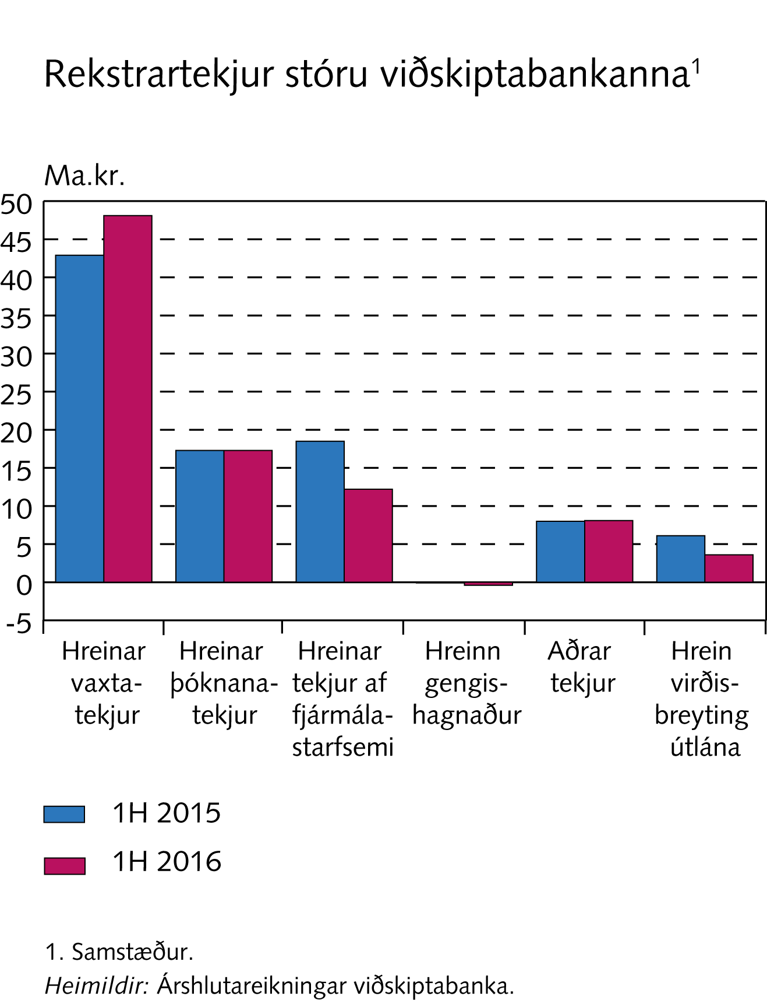 Rekstrartekjur stóru viðskiptabankanna¹
Ma.kr.
50
45
40
35
30
25
20
15
10
5
0
-5
Hreinar
vaxta-
tekjur
Hreinar
þóknana-
tekjur
Hreinar
tekjur af
fjármála-
starfsemi
Hreinn
gengis-
hagnaður
Aðrar
tekjur
Hrein
virðis-
breyting
útlána
1H 2015
1H 2016
1. Samstæður.
Heimildir: Árshlutareikningar viðskiptabanka.